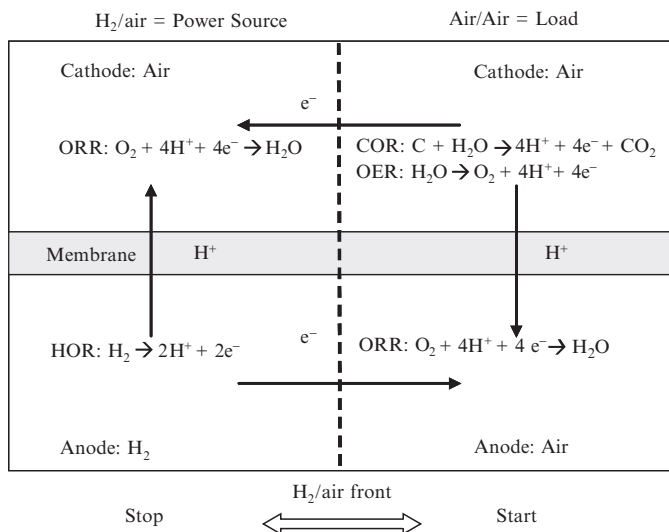 H₂/air = Power Source Air/Air = Load
Cathode: Air Cathode: Air
e⁻
ORR: O₂ + 4H⁺ + 4e⁻ → H₂O
COR: C + H₂O → 4H⁺ + 4e⁻ + CO₂
OER: H₂O → O₂ + 4H⁺ + 4e⁻
Membrane H⁺ H⁺
HOR: H₂ → 2H⁺ + 2e⁻
e⁻
ORR: O₂ + 4H⁺ + 4 e⁻ → H₂O
Anode: H₂ Anode: Air
H₂/air front
Stop Start